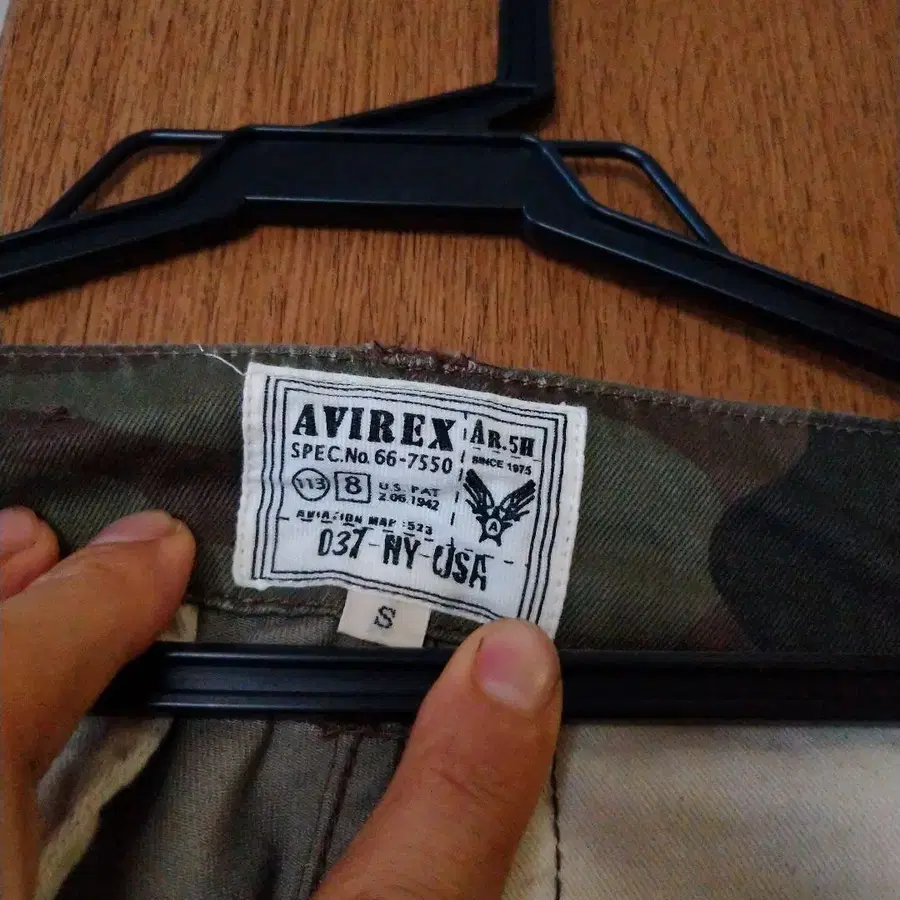 AVIREX
SPEC.No. 66-7550
113 8 U.S. PAT
2.06.1942
AVIATION MAP :523
AR.5H
SINCE 1975
A
037-NY-USA
S